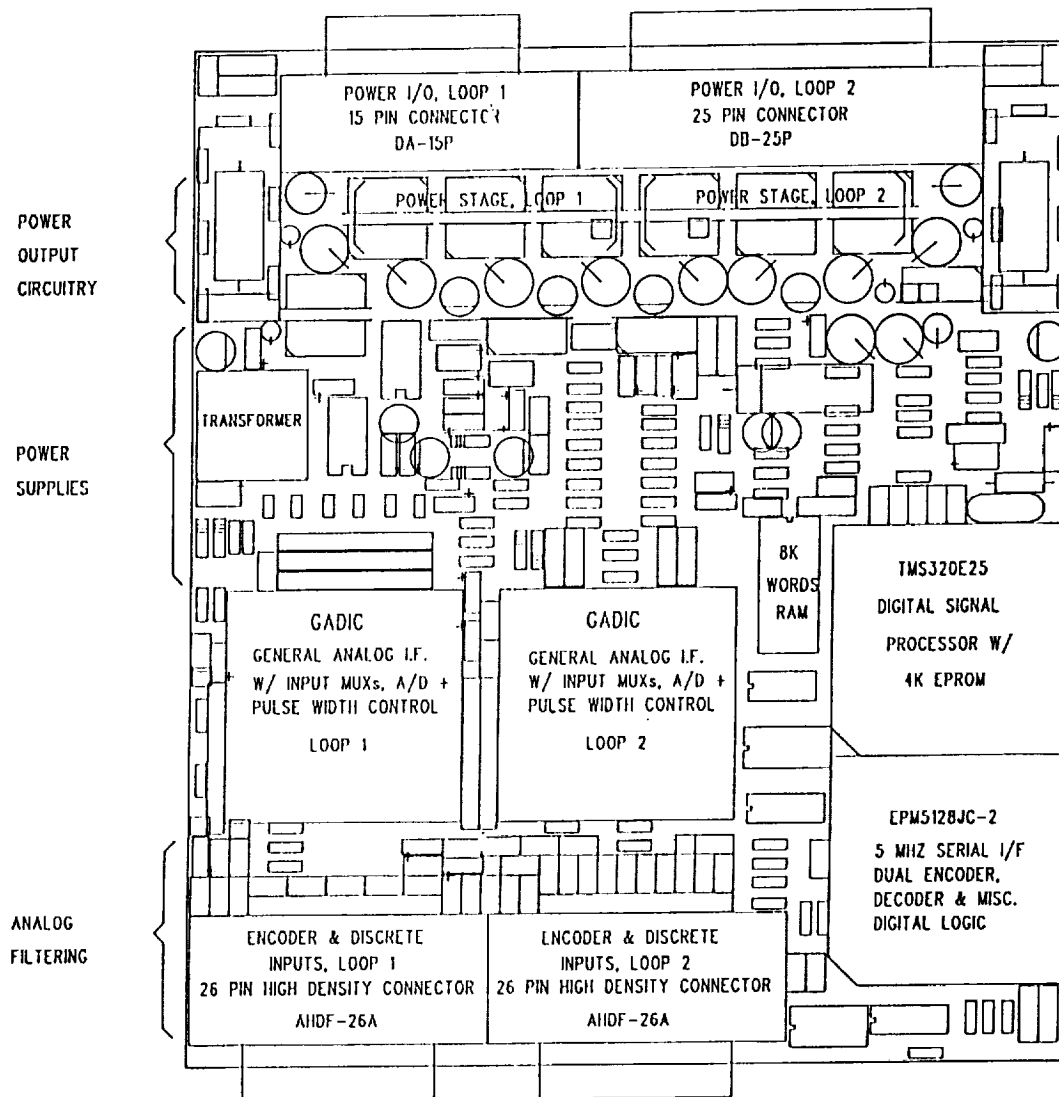 POWER I/O, LOOP 1
15 PIN CONNECTOR
DA-15P
POWER I/O, LOOP 2
25 PIN CONNECTOR
DD-25P
POWER STAGE, LOOP 1
POWER STAGE, LOOP 2
POWER
OUTPUT
CIRCUITRY
TRANSFORMER
POWER
SUPPLIES
8K
WORDS
RAM
TMS320E25
DIGITAL SIGNAL
PROCESSOR W/
4K EPROM
GADIC
GENERAL ANALOG I.F.
W/ INPUT MUXs, A/D +
PULSE WIDTH CONTROL
LOOP 1
GADIC
GENERAL ANALOG I.F.
W/ INPUT MUXs, A/D +
PULSE WIDTH CONTROL
LOOP 2
EPM5128JC-2
5 MHZ SERIAL I/F
DUAL ENCODER,
DECODER & MISC.
DIGITAL LOGIC
ANALOG
FILTERING
ENCODER & DISCRETE
INPUTS, LOOP 1
26 PIN HIGH DENSITY CONNECTOR
AHDF-26A
ENCODER & DISCRETE
INPUTS, LOOP 2
26 PIN HIGH DENSITY CONNECTOR
AHDF-26A